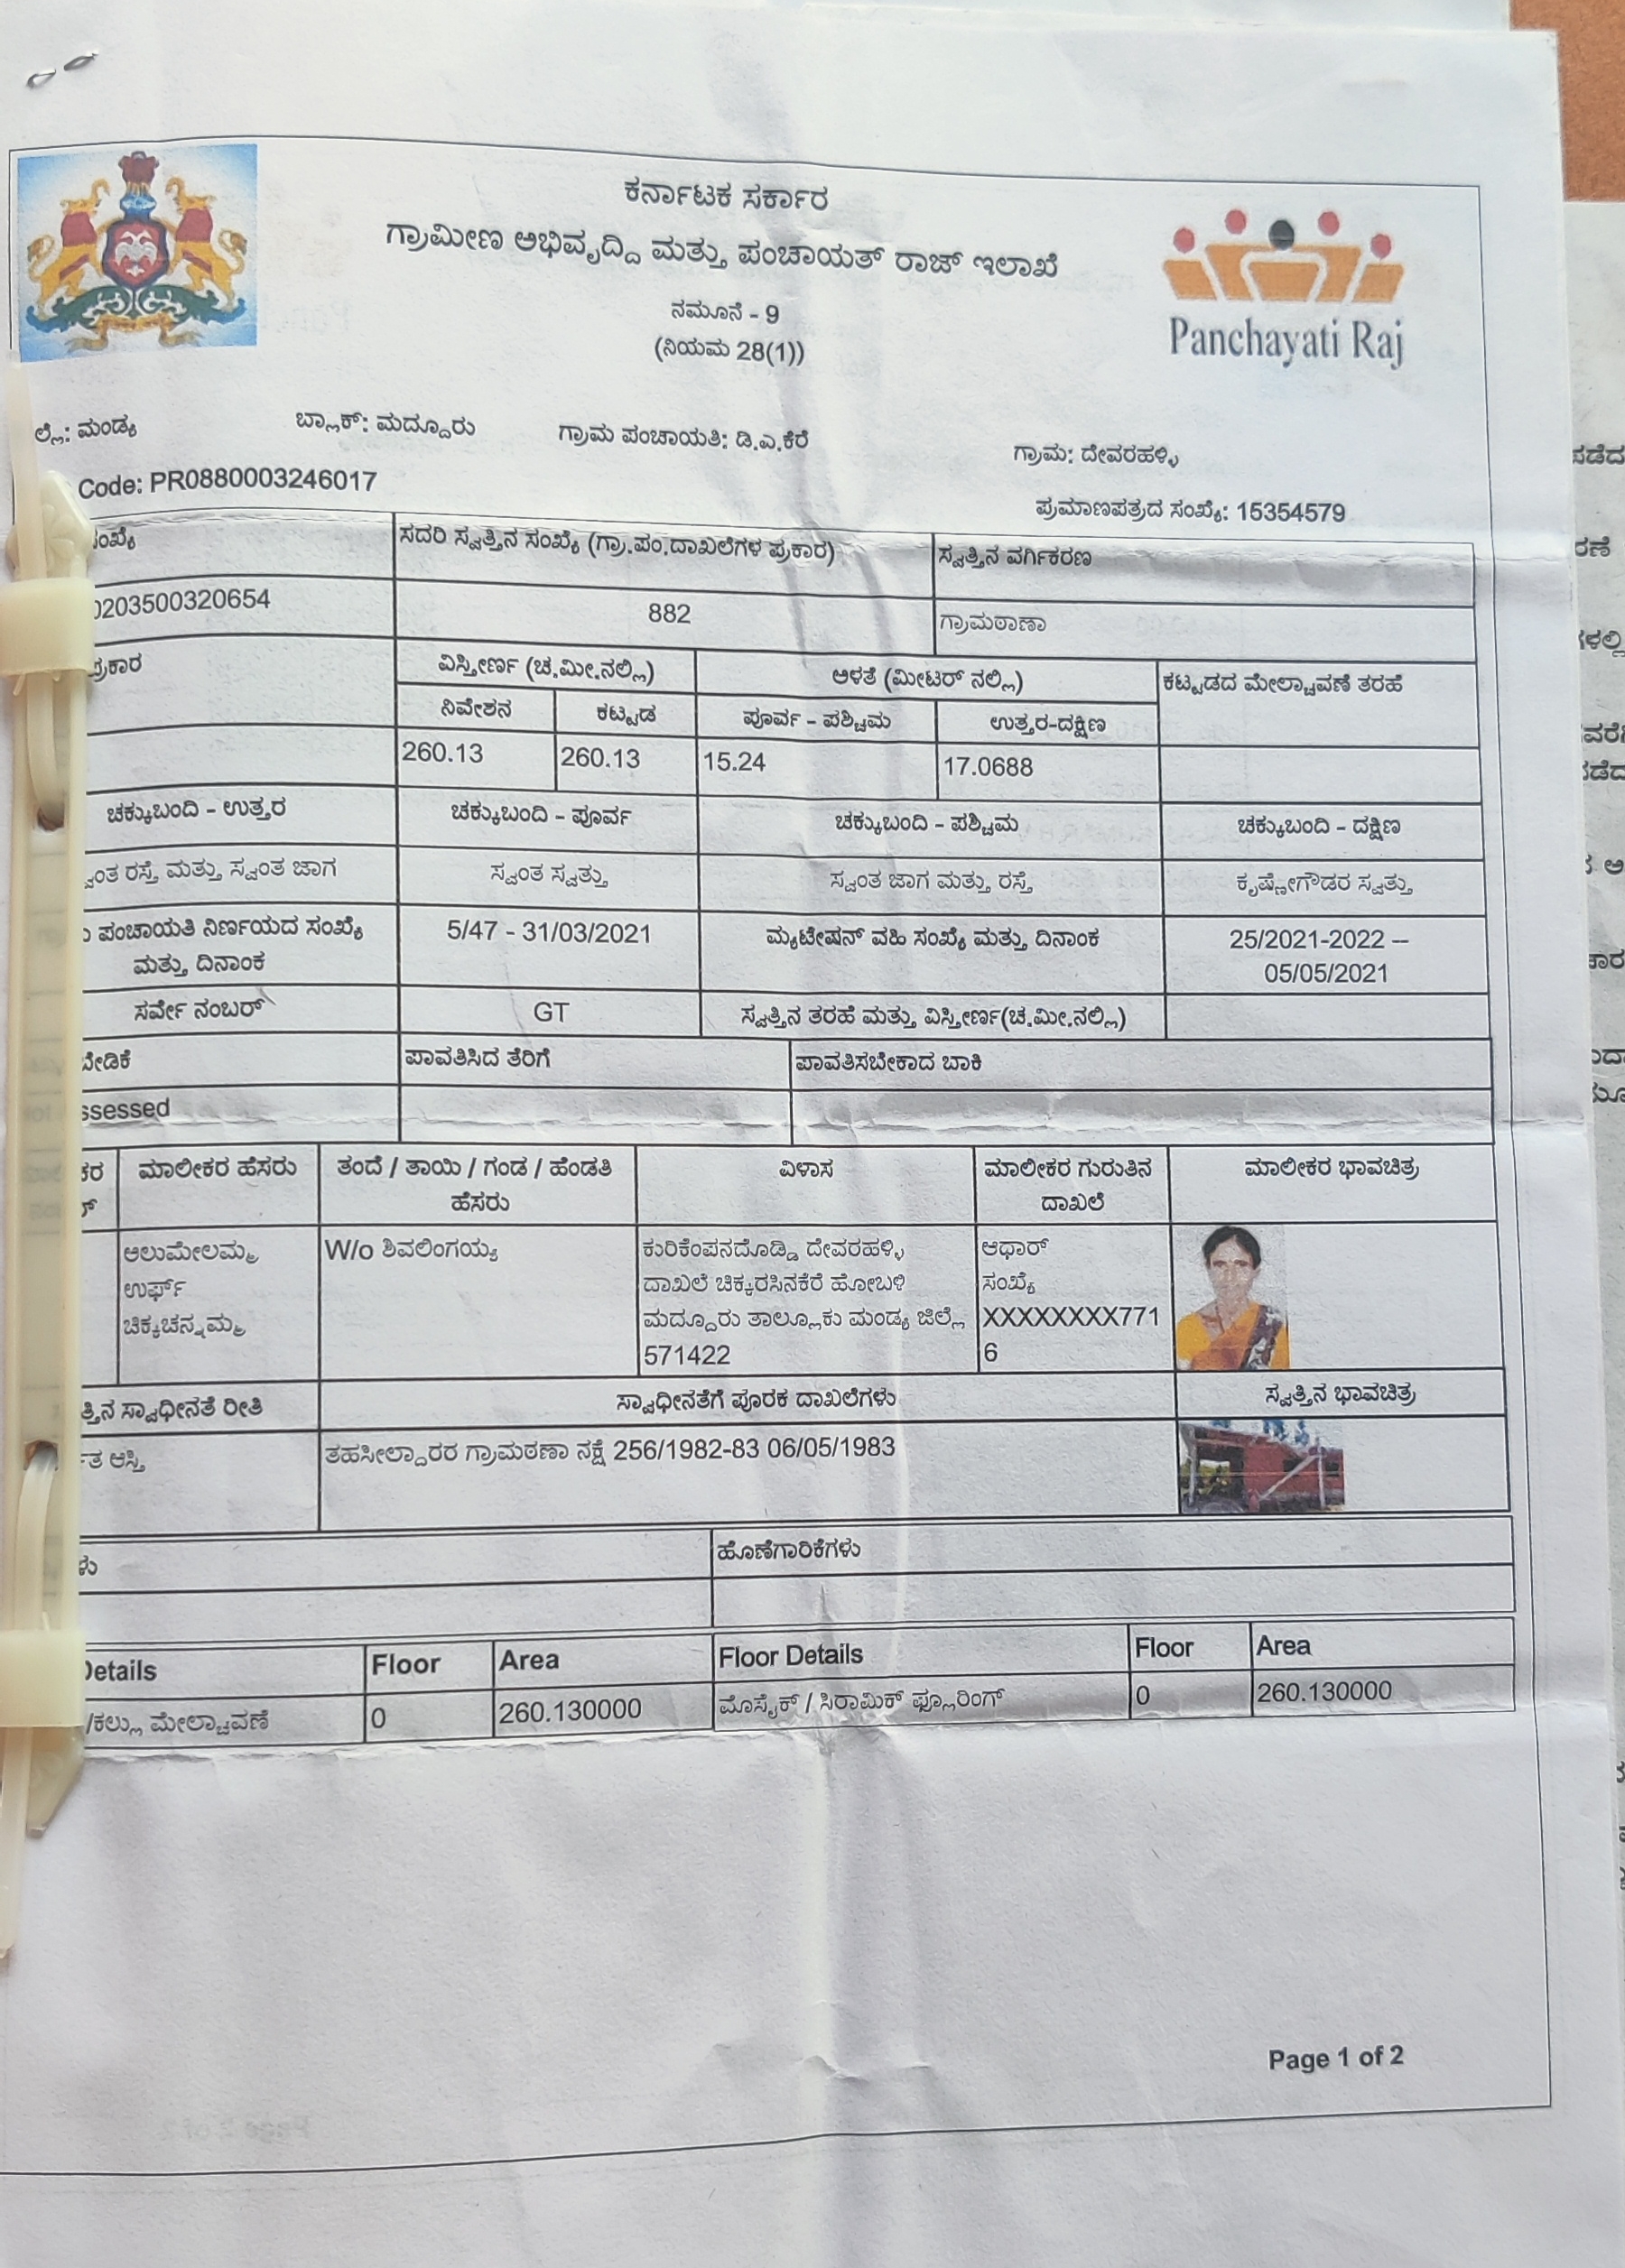 ಕರ್ನಾಟಕ ಸರ್ಕಾರ
ಗ್ರಾಮೀಣ ಅಭಿವೃದ್ದಿ ಮತ್ತು ಪಂಚಾಯತ್ ರಾಜ್ ಇಲಾಖೆ
ನಮೂನೆ - 9
(ನಿಯಮ 28(1))
Panchayati Raj
ಲ್ಲೆ: ಮಂಡ್ಯ ಬ್ಲಾಕ್: ಮದ್ದೂರು ಗ್ರಾಮ ಪಂಚಾಯತಿ: ಡಿ.ಎ.ಕೆರೆ ಗ್ರಾಮ: ದೇವರಹಳ್ಳಿ
Code: PR0880003246017 ಪ್ರಮಾಣಪತ್ರದ ಸಂಖ್ಯೆ: 15354579
ಸಂಖ್ಯೆ ಸದರಿ ಸ್ವತ್ತಿನ ಸಂಖ್ಯೆ (ಗ್ರಾ.ಪಂ.ದಾಖಲೆಗಳ ಪ್ರಕಾರ) ಸ್ವತ್ತಿನ ವರ್ಗಿಕರಣ
0203500320654 882 ಗ್ರಾಮಠಾಣಾ
ಪ್ರಕಾರ ವಿಸ್ತೀರ್ಣ (ಚ.ಮೀ.ನಲ್ಲಿ) ಅಳತೆ (ಮೀಟರ್ ನಲ್ಲಿ) ಕಟ್ಟಡದ ಮೇಲ್ಚಾವಣೆ ತರಹೆ
ನಿವೇಶನ ಕಟ್ಟಡ ಪೂರ್ವ - ಪಶ್ಚಿಮ ಉತ್ತರ-ದಕ್ಷಿಣ
260.13 260.13 15.24 17.0688
ಚಕ್ಕುಬಂದಿ - ಉತ್ತರ ಚಕ್ಕುಬಂದಿ - ಪೂರ್ವ ಚಕ್ಕುಬಂದಿ - ಪಶ್ಚಿಮ ಚಕ್ಕುಬಂದಿ - ದಕ್ಷಿಣ
ಸ್ವಂತ ರಸ್ತೆ ಮತ್ತು ಸ್ವಂತ ಜಾಗ ಸ್ವಂತ ಸ್ವತ್ತು ಸ್ವಂತ ಜಾಗ ಮತ್ತು ರಸ್ತೆ ಕೃಷ್ಣೇಗೌಡರ ಸ್ವತ್ತು
ಪಂಚಾಯತಿ ನಿರ್ಣಯದ ಸಂಖ್ಯೆ 5/47 - 31/03/2021 ಮ್ಯಟೇಷನ್ ವಹಿ ಸಂಖ್ಯೆ ಮತ್ತು ದಿನಾಂಕ 25/2021-2022 --
ಮತ್ತು ದಿನಾಂಕ 05/05/2021
ಸರ್ವೇ ನಂಬರ್ GT ಸ್ವತ್ತಿನ ತರಹೆ ಮತ್ತು ವಿಸ್ತೀರ್ಣ(ಚ.ಮೀ.ನಲ್ಲಿ)
ಬೇಡಿಕೆ ಪಾವತಿಸಿದ ತೆರಿಗೆ ಪಾವತಿಸಬೇಕಾದ ಬಾಕಿ
ssessed
ಕರ ಮಾಲೀಕರ ಹೆಸರು ತಂದೆ / ತಾಯಿ / ಗಂಡ / ಹೆಂಡತಿ ವಿಳಾಸ ಮಾಲೀಕರ ಗುರುತಿನ ಮಾಲೀಕರ ಭಾವಚಿತ್ರ
ಹೆಸರು ದಾಖಲೆ
ಅಲುಮೇಲಮ್ಮ W/o ಶಿವಲಿಂಗಯ್ಯ ಕುರಿಕೆಂಪನದೊಡ್ಡಿ ದೇವರಹಳ್ಳಿ ಆಧಾರ್
ಉರ್ಫ್ ದಾಖಲೆ ಚಿಕ್ಕರಸಿನಕೆರೆ ಹೋಬಳಿ ಸಂಖ್ಯೆ
ಚಿಕ್ಕಚನ್ನಮ್ಮ ಮದ್ದೂರು ತಾಲ್ಲೂಕು ಮಂಡ್ಯ ಜಿಲ್ಲೆ XXXXXXXX771
571422 6
ತ್ತಿನ ಸ್ವಾಧೀನತೆ ರೀತಿ ಸ್ವಾಧೀನತೆಗೆ ಪೂರಕ ದಾಖಲೆಗಳು ಸ್ವತ್ತಿನ ಭಾವಚಿತ್ರ
ತ ಆಸ್ತಿ ತಹಸೀಲ್ದಾರರ ಗ್ರಾಮಠಣಾ ನಕ್ಷೆ 256/1982-83 06/05/1983
ಳು ಹೊಣೆಗಾರಿಕೆಗಳು
Details Floor Area Floor Details Floor Area
/ಕಲ್ಲು ಮೇಲ್ಚಾವಣೆ 0 260.130000 ಮೊಸೈಕ್ / ಸಿರಾಮಿಕ್ ಫ್ಲೂರಿಂಗ್ 0 260.130000
Page 1 of 2